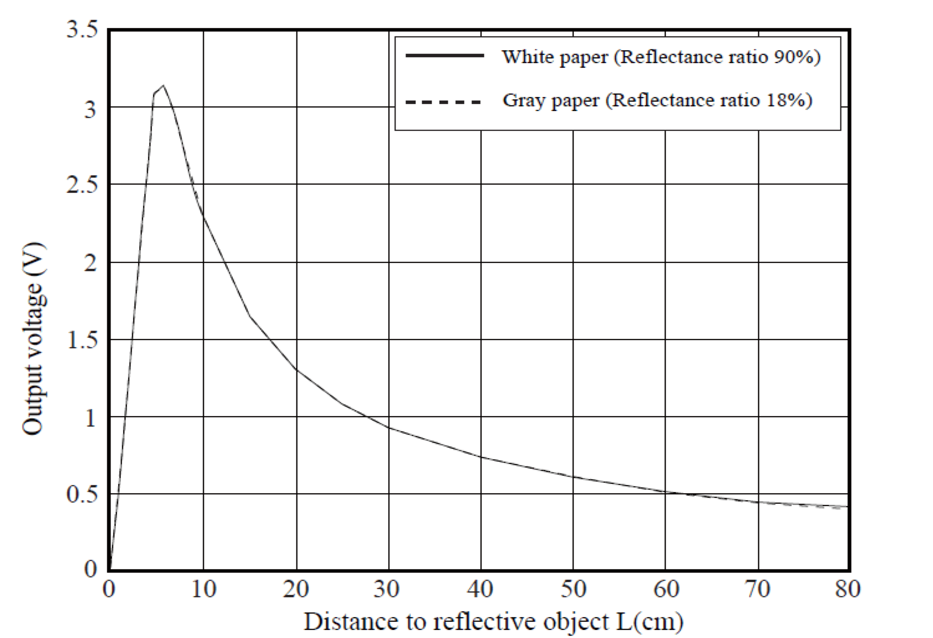 3.5
White paper (Reflectance ratio 90%)
Gray paper (Reflectance ratio 18%)
3
2.5
2
1.5
1
0.5
0
Output voltage (V)
0 10 20 30 40 50 60 70 80
Distance to reflective object L(cm)